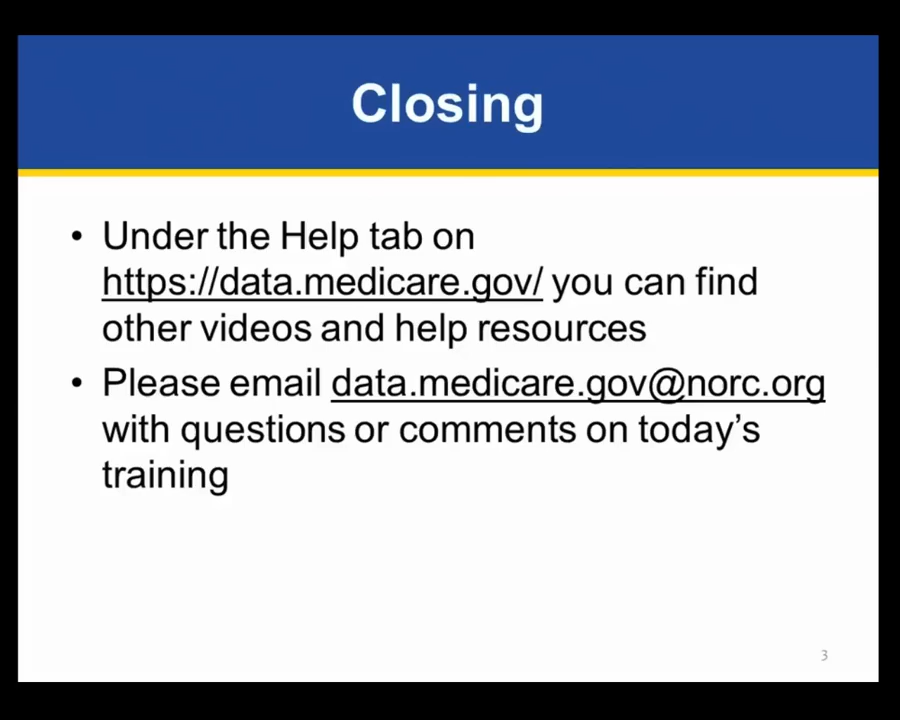 Closing
• Under the Help tab on
https://data.medicare.gov/ you can find
other videos and help resources
• Please email data.medicare.gov@norc.org
with questions or comments on today’s
training
3